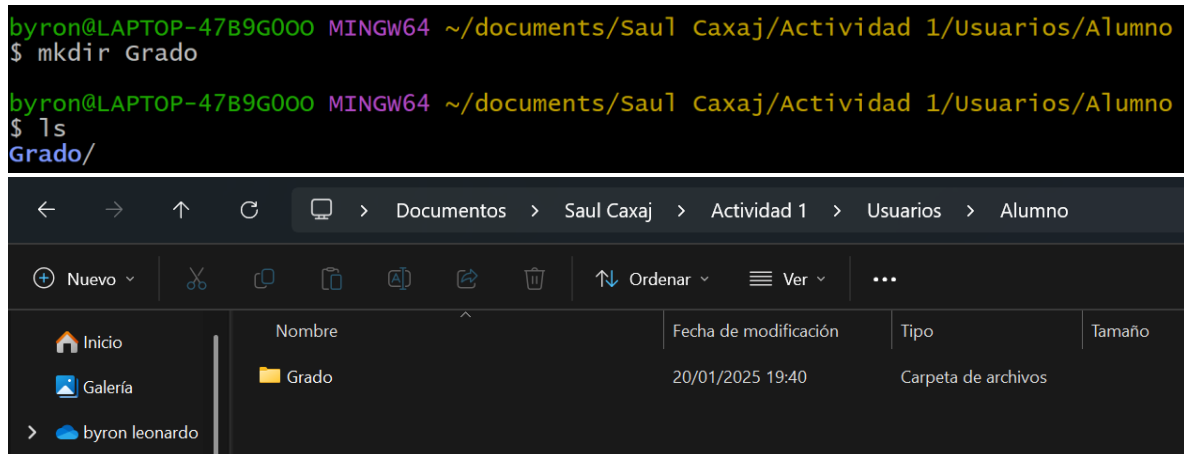 byron@LAPTOP-47B9GOOO MINGW64 ~/documents/Saul Caxaj/Actividad 1/Usuarios/Alumno
$ mkdir Grado
byron@LAPTOP-47B9GOOO MINGW64 ~/documents/Saul Caxaj/Actividad 1/Usuarios/Alumno
$ ls
Grado/
Documentos > Saul Caxaj > Actividad 1 > Usuarios > Alumno
Nuevo Ordenar Ver
Nombre Fecha de modificación Tipo Tamaño
Inicio
Grado 20/01/2025 19:40 Carpeta de archivos
Galería
byron leonardo